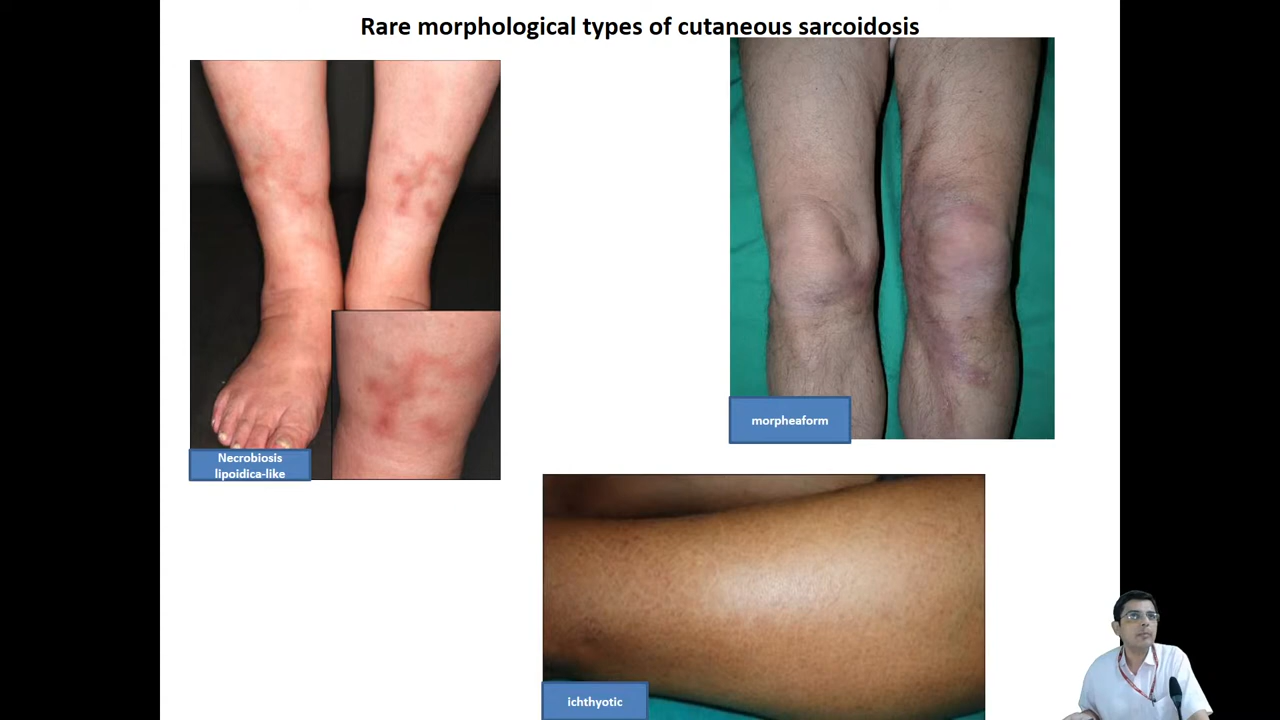 Rare morphological types of cutaneous sarcoidosis
morpheaform
Necrobiosis
lipoidica-like
ichthyotic